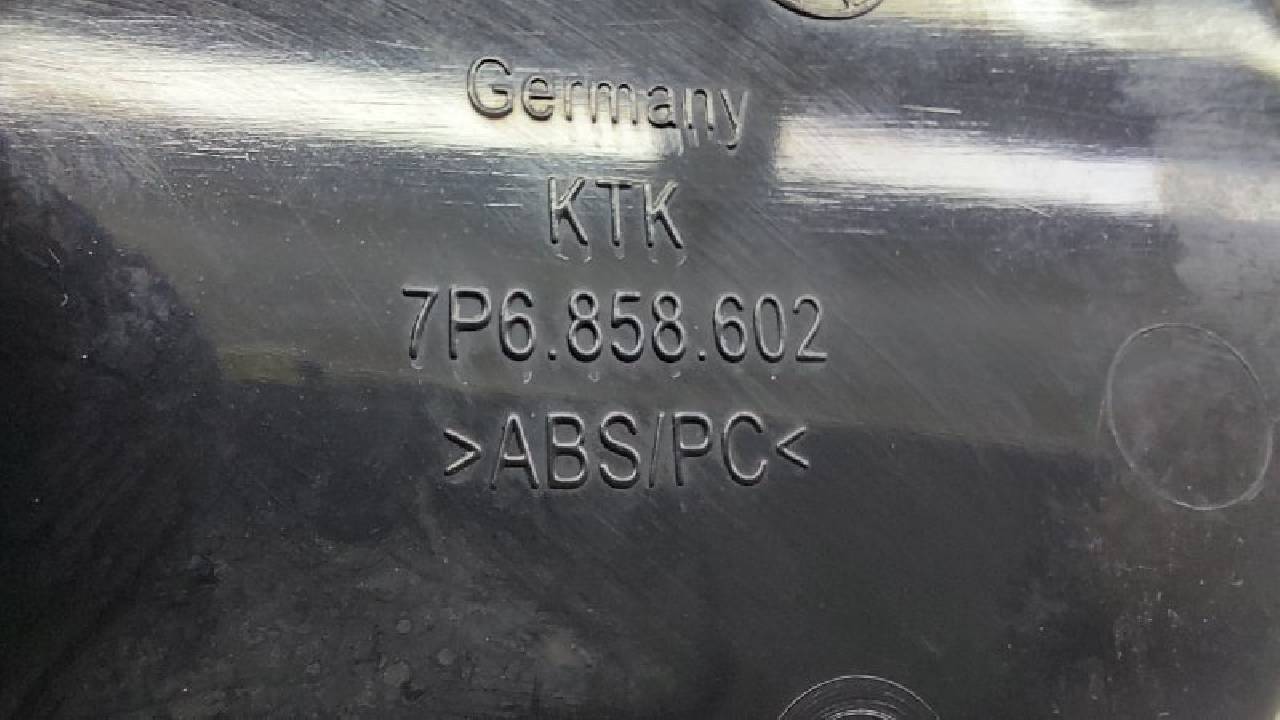 Germany
KTK
7P6.858.602
>ABS/PC<